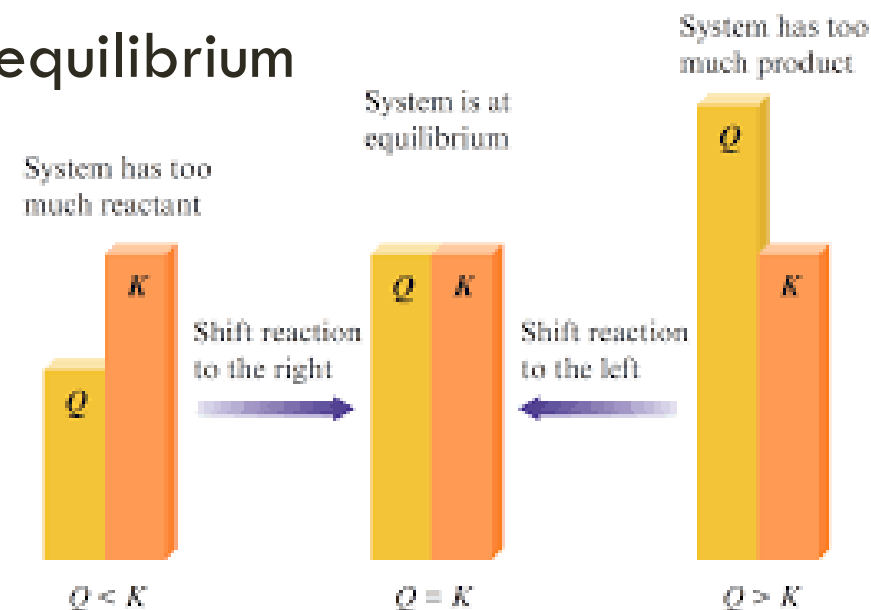 equilibrium
System has too
much reactant
Q
K
Shift reaction
to the right
Q < K
System is at
equilibrium
Q K
Q = K
Shift reaction
to the left
System has too
much product
Q
K
Q > K